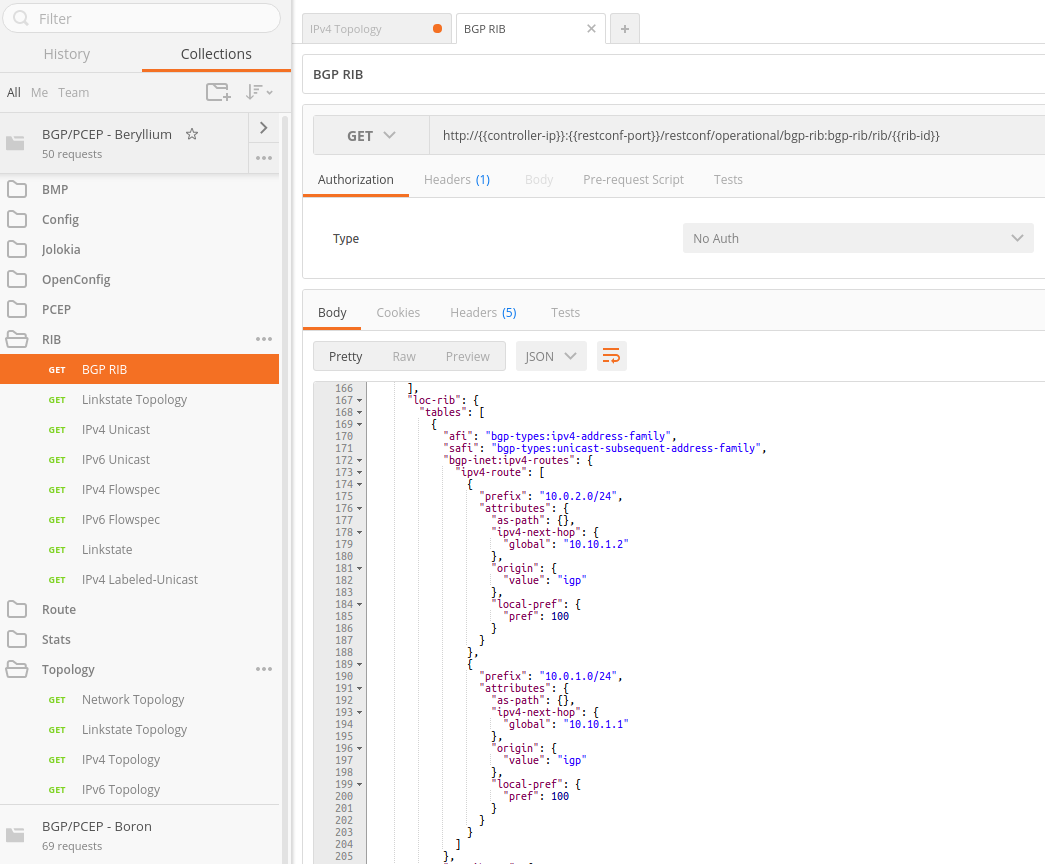 Filter
History
Collections
All Me Team
BGP/PCEP - Beryllium
50 requests
BMP
Config
Jolokia
OpenConfig
PCEP
RIB
GET BGP RIB
GET Linkstate Topology
GET IPv4 Unicast
GET IPv6 Unicast
GET IPv4 Flowspec
GET IPv6 Flowspec
GET Linkstate
GET IPv4 Labeled-Unicast
Route
Stats
Topology
GET Network Topology
GET Linkstate Topology
GET IPv4 Topology
GET IPv6 Topology
BGP/PCEP - Boron
69 requests
IPv4 Topology
BGP RIB
BGP RIB
GET http://{{controller-ip}}:{{restconf-port}}/restconf/operational/bgp-rib:bgp-rib/rib/{{rib-id}}
Authorization Headers (1) Body Pre-request Script Tests
Type No Auth
Body Cookies Headers (5) Tests
Pretty Raw Preview JSON
166 ],
167 "loc-rib": {
168 "tables": [
169 {
170 "afi": "bgp-types:ipv4-address-family",
171 "safi": "bgp-types:unicast-subsequent-address-family",
172 "bgp-inet:ipv4-routes": {
173 "ipv4-route": [
174 {
175 "prefix": "10.0.2.0/24",
176 "attributes": {
177 "as-path": {},
178 "ipv4-next-hop": {
179 "global": "10.10.1.2"
180 },
181 "origin": {
182 "value": "igp"
183 },
184 "local-pref": {
185 "pref": 100
186 }
187 }
188 },
189 {
190 "prefix": "10.0.1.0/24",
191 "attributes": {
192 "as-path": {},
193 "ipv4-next-hop": {
194 "global": "10.10.1.1"
195 },
196 "origin": {
197 "value": "igp"
198 },
199 "local-pref": {
200 "pref": 100
201 }
202 }
203 }
204 ]
205 },